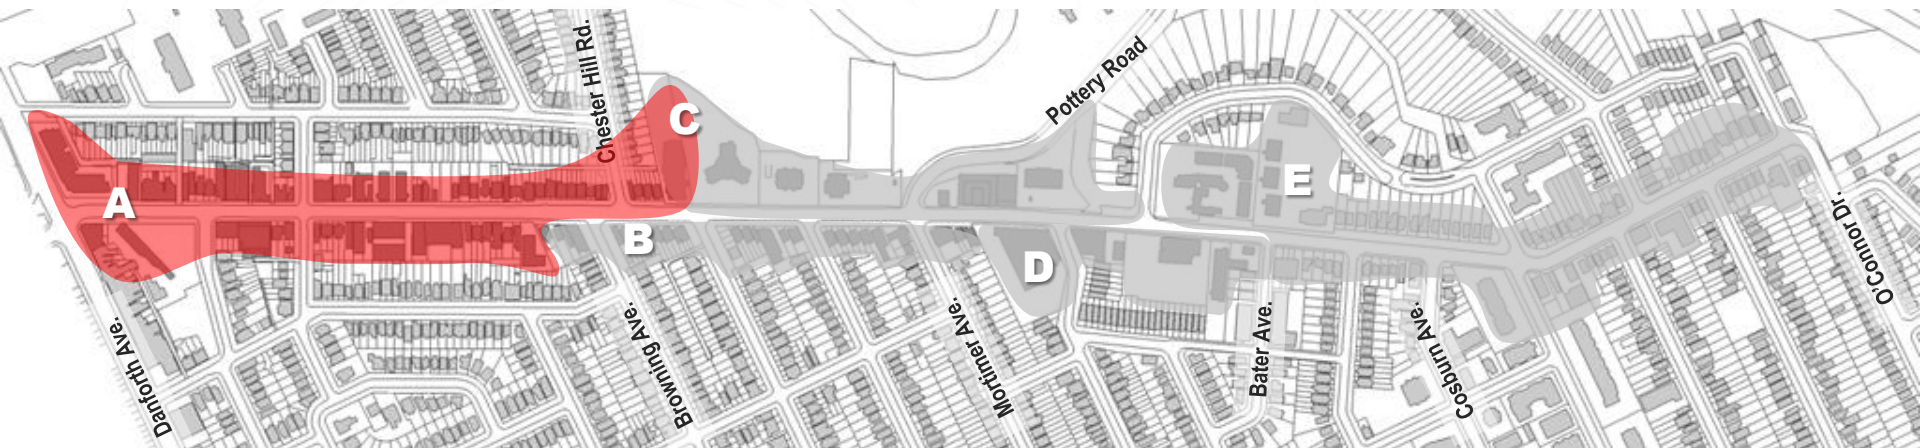 Chester Hill Rd.
Pottery Road
C
A
E
B
D
O'Connor Dr.
Danforth Ave.
Browning Ave.
Mortimer Ave.
Bater Ave.
Cosburn Ave.